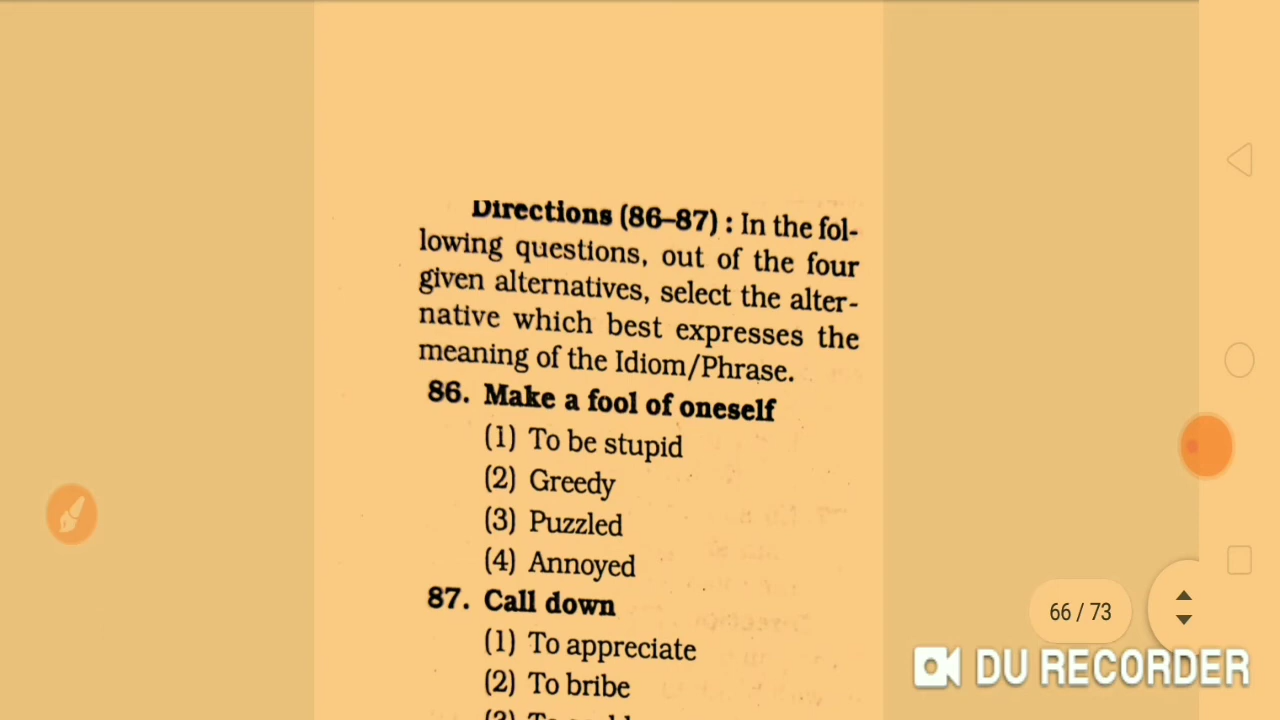 Directions (86–87) : In the fol-
lowing questions, out of the four
given alternatives, select the alter-
native which best expresses the
meaning of the Idiom/Phrase.
86. Make a fool of oneself
(1) To be stupid
(2) Greedy
(3) Puzzled
(4) Annoyed
87. Call down
(1) To appreciate
(2) To bribe
66 / 73
DU RECORDER